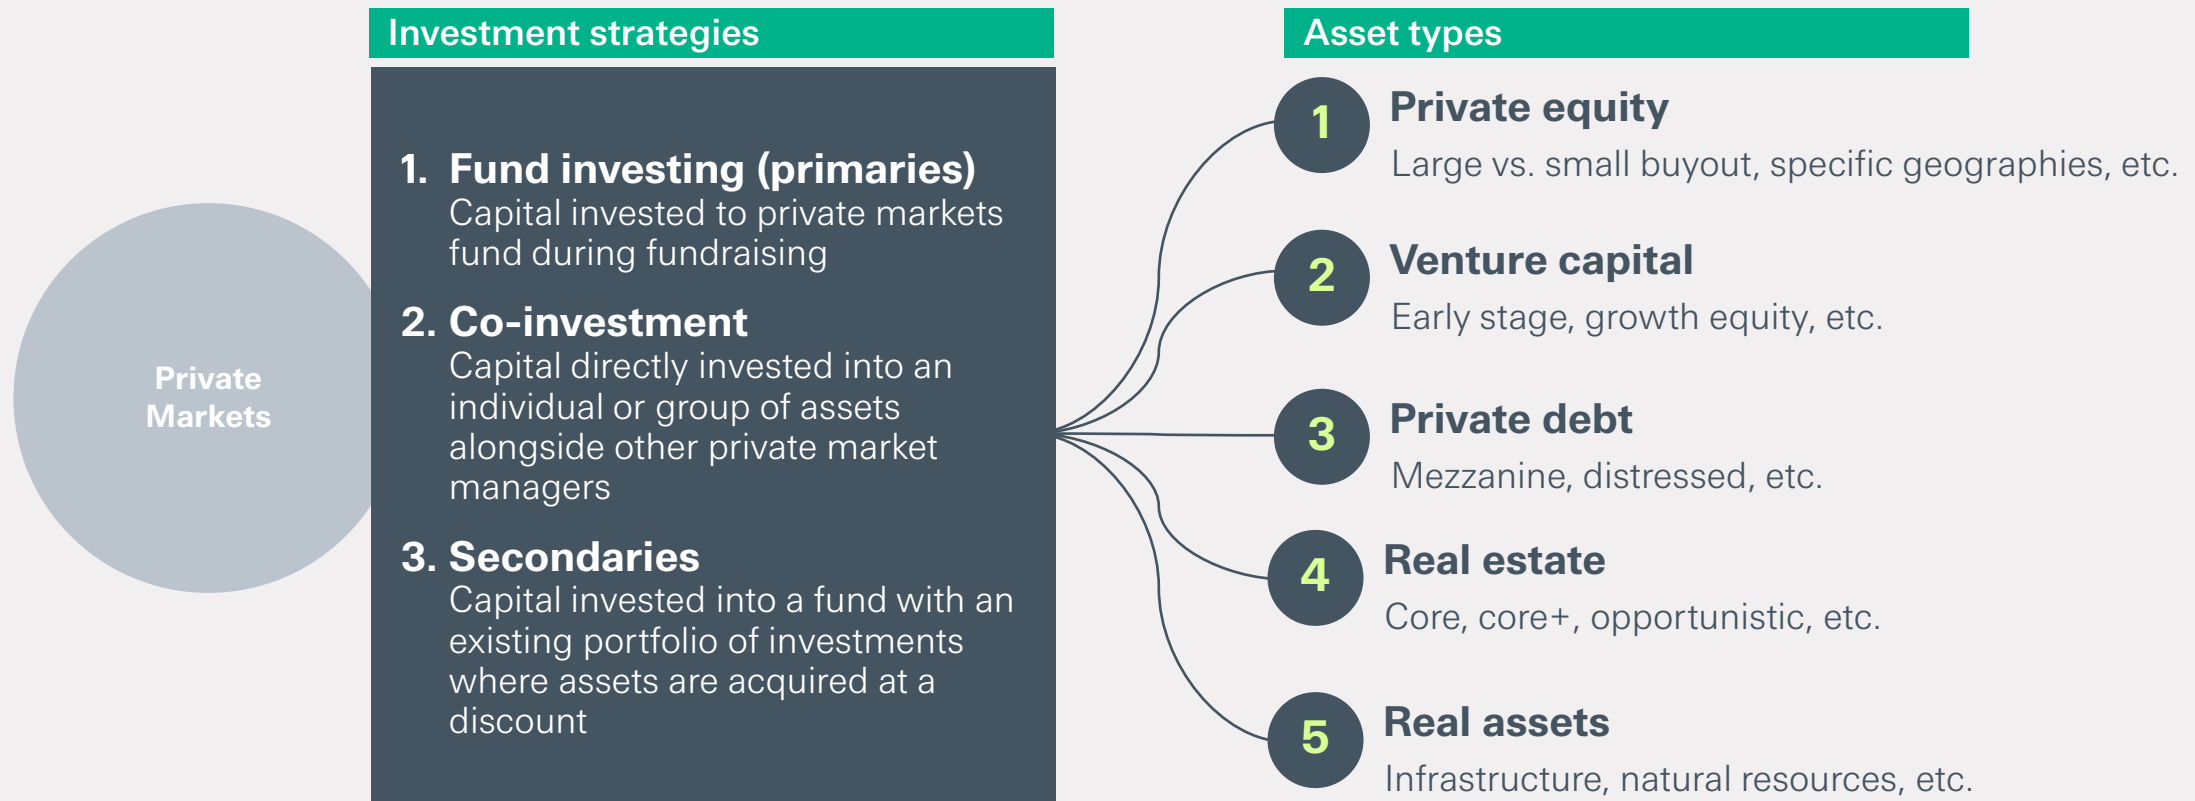 Investment strategies
Asset types
Private
Markets
1. Fund investing (primaries)
Capital invested to private markets
fund during fundraising
2. Co-investment
Capital directly invested into an
individual or group of assets
alongside other private market
managers
3. Secondaries
Capital invested into a fund with an
existing portfolio of investments
where assets are acquired at a
discount
1 Private equity
Large vs. small buyout, specific geographies, etc.
2 Venture capital
Early stage, growth equity, etc.
3 Private debt
Mezzanine, distressed, etc.
4 Real estate
Core, core+, opportunistic, etc.
5 Real assets
Infrastructure, natural resources, etc.